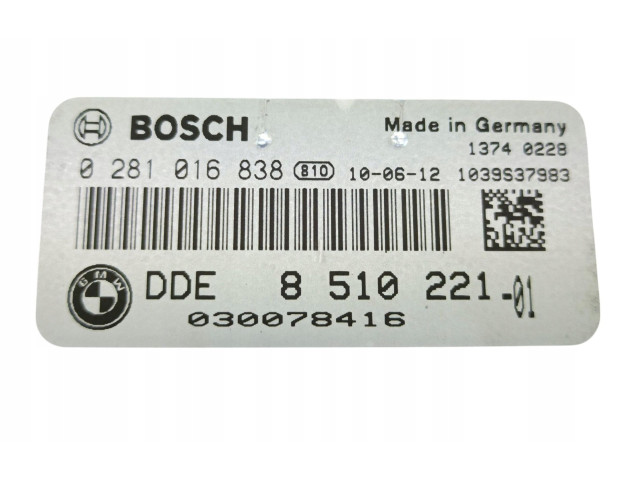 BOSCH Made in Germany
1374 0228
0 281 016 838 810 10-06-12 1039S37983
BMW DDE 8 510 221-01
030078416